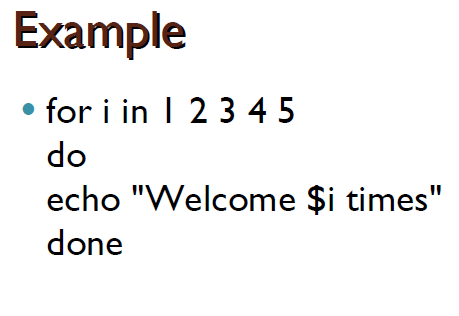 Example
• for i in 1 2 3 4 5
do
echo "Welcome $i times"
done